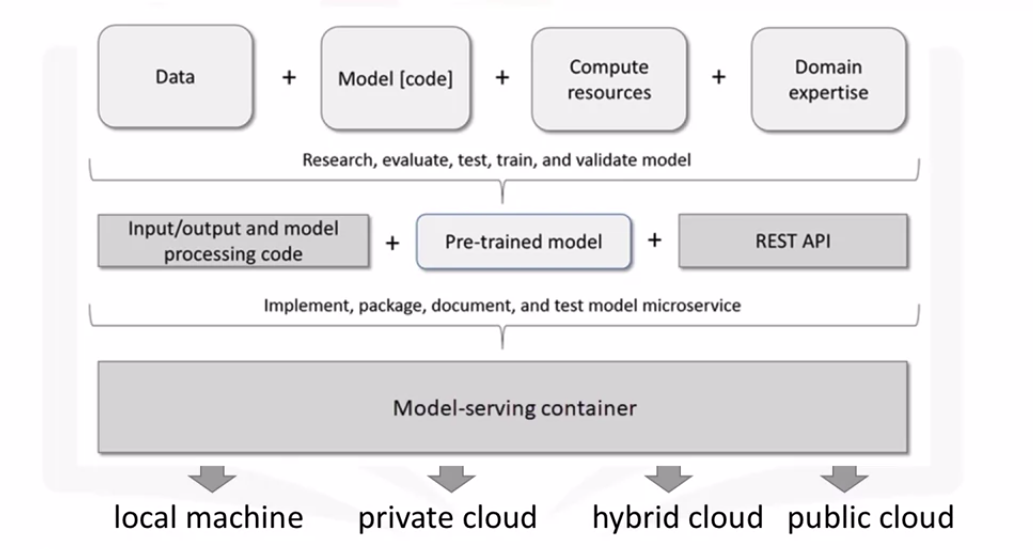 Data + Model [code] + Compute resources + Domain expertise
Research, evaluate, test, train, and validate model
Input/output and model processing code + Pre-trained model + REST API
Implement, package, document, and test model microservice
Model-serving container
local machine private cloud hybrid cloud public cloud